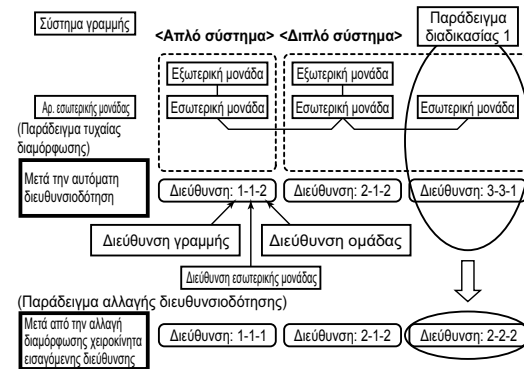 Σύστημα γραμμής
<Απλό σύστημα>
<Διπλό σύστημα>
Παράδειγμα
διαδικασίας 1
Εξωτερική μονάδα
Εξωτερική μονάδα
Αρ. εσωτερικής μονάδας
Εσωτερική μονάδα
Εσωτερική μονάδα
Εσωτερική μονάδα
(Παράδειγμα τυχαίας
διαμόρφωσης)
Μετά την αυτόματη
διευθυνσιοδότηση
Διεύθυνση: 1-1-2
Διεύθυνση: 2-1-2
Διεύθυνση: 3-3-1
Διεύθυνση γραμμής
Διεύθυνση ομάδας
Διεύθυνση εσωτερικής μονάδας
(Παράδειγμα αλλαγής διευθυνσιοδότησης)
Μετά από την αλλαγή
διαμόρφωσης χειροκίνητα
εισαγόμενης διεύθυνσης
Διεύθυνση: 1-1-1
Διεύθυνση: 2-1-2
Διεύθυνση: 2-2-2